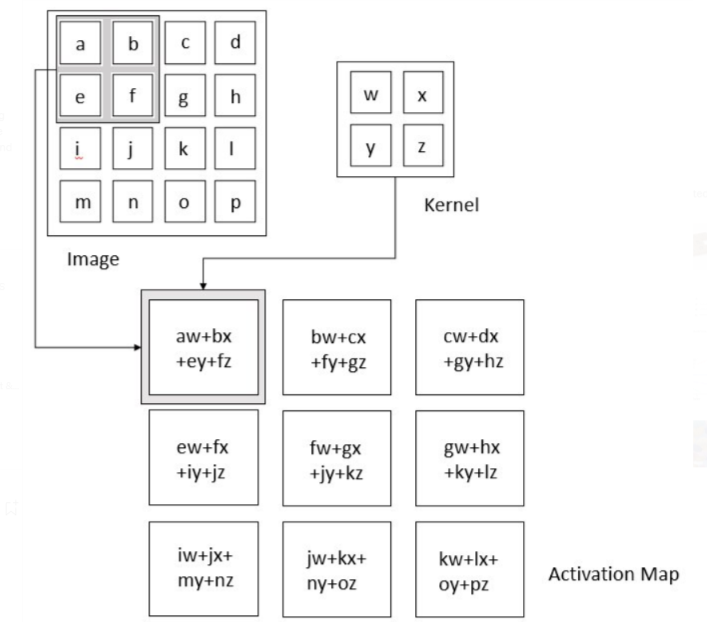 a b c d
e f g h
i j k l
m n o p
Image
w x
y z
Kernel
aw+bx
+ey+fz
bw+cx
+fy+gz
cw+dx
+gy+hz
ew+fx
+iy+jz
fw+gx
+jy+kz
gw+hx
+ky+lz
iw+jx+
my+nz
jw+kx+
ny+oz
kw+lx+
oy+pz
Activation Map